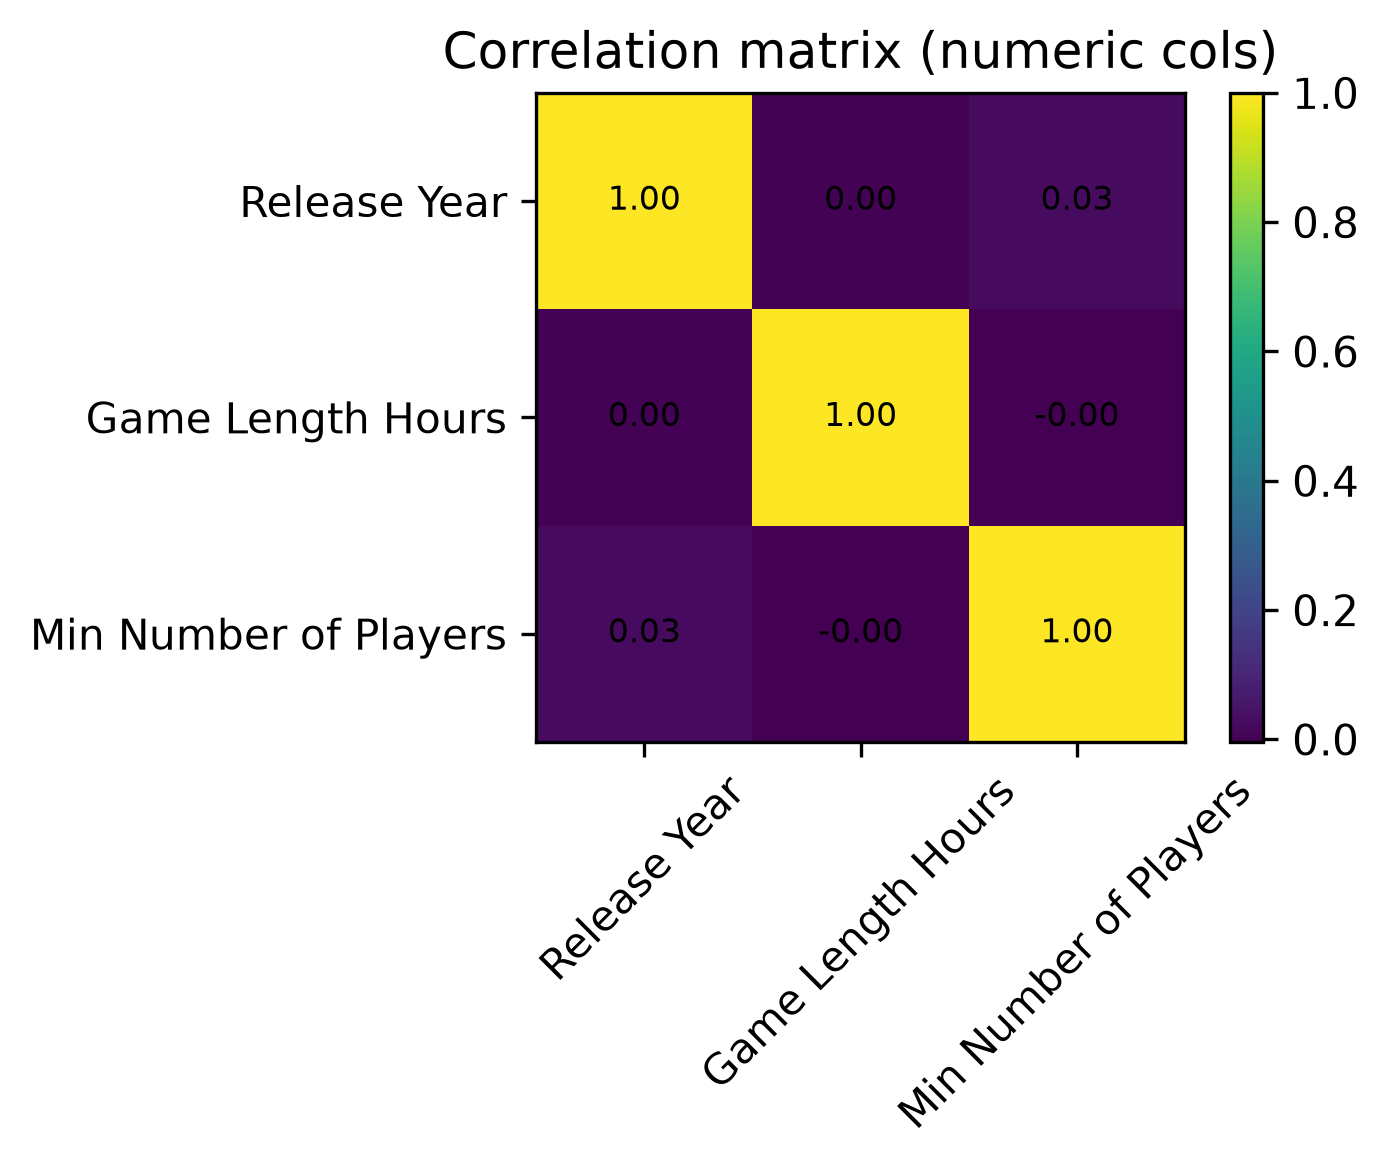 Correlation matrix (numeric cols)
Release Year
1.00
0.00
0.03
Game Length Hours
0.00
1.00
-0.00
Min Number of Players
0.03
-0.00
1.00
1.0
0.8
0.6
0.4
0.2
0.0
Release Year
Game Length Hours
Min Number of Players